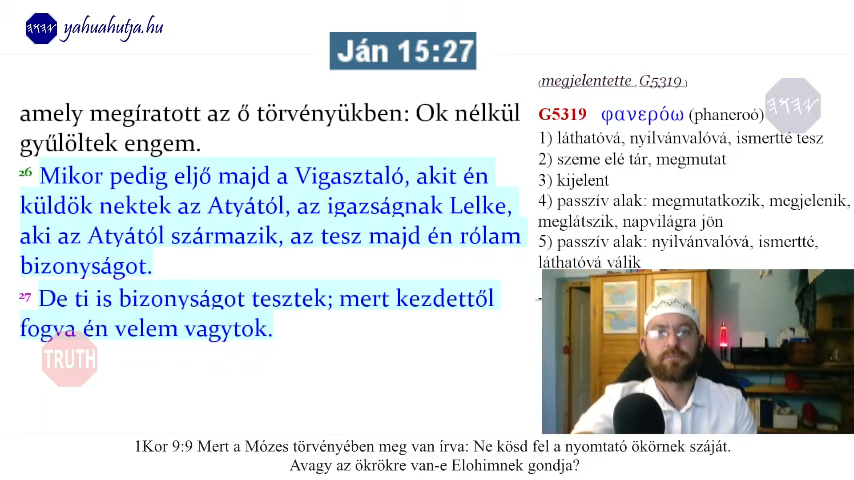 yahuahutja.hu
Ján 15:27
amely megíratott az ő törvényükben: Ok nélkül
gyűlöltek engem.
26 Mikor pedig eljő majd a Vigasztaló, akit én
küldök nektek az Atyától, az igazságnak Lelke,
aki az Atyától származik, az tesz majd én rólam
bizonyságot.
27 De ti is bizonyságot tesztek; mert kezdettől
fogva én velem vagytok.
TRUTH
(megjelentette , G5319 )
G5319 φανερόω (phaneroó)
1) láthatóvá, nyilvánvalóvá, ismertté tesz
2) szeme elé tár, megmutat
3) kijelent
4) passzív alak: megmutatkozik, megjelenik,
meglátszik, napvilágra jön
5) passzív alak: nyilvánvalóvá, ismertté,
láthatóvá válik
1Kor 9:9 Mert a Mózes törvényében meg van írva: Ne kösd fel a nyomtató ökörnek száját.
Avagy az ökrökre van-e Elohimnek gondja?